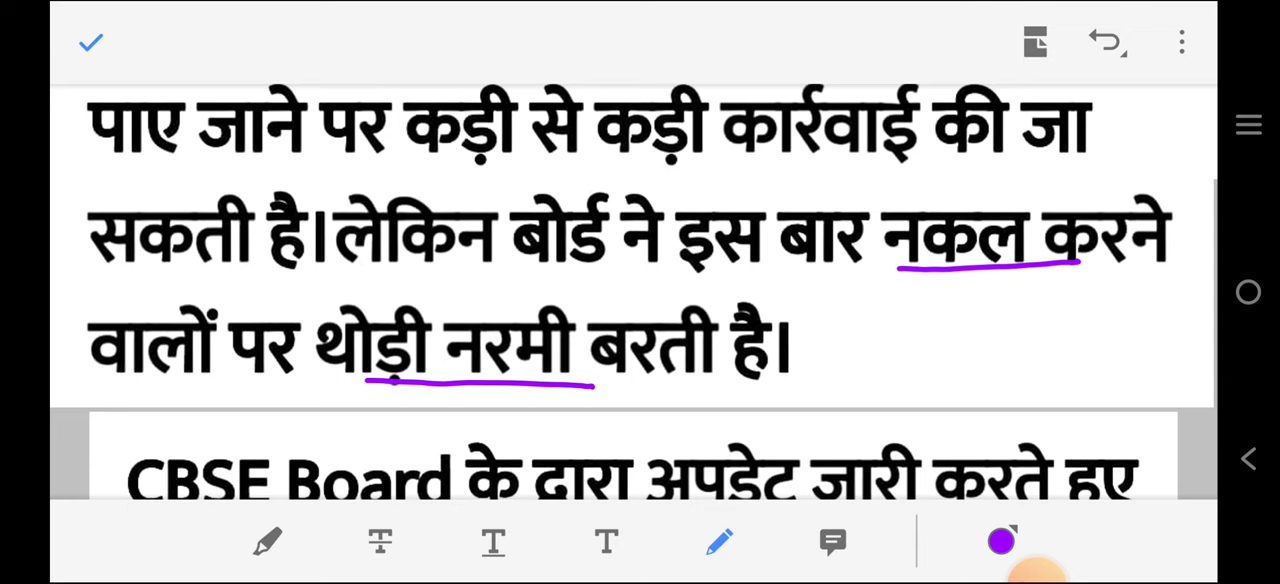 पाए जाने पर कड़ी से कड़ी कार्रवाई की जा
सकती है।लेकिन बोर्ड ने इस बार नकल करने
वालों पर थोड़ी नरमी बरती है।
CBSE Board के द्वारा अपडेट जारी करते हुए